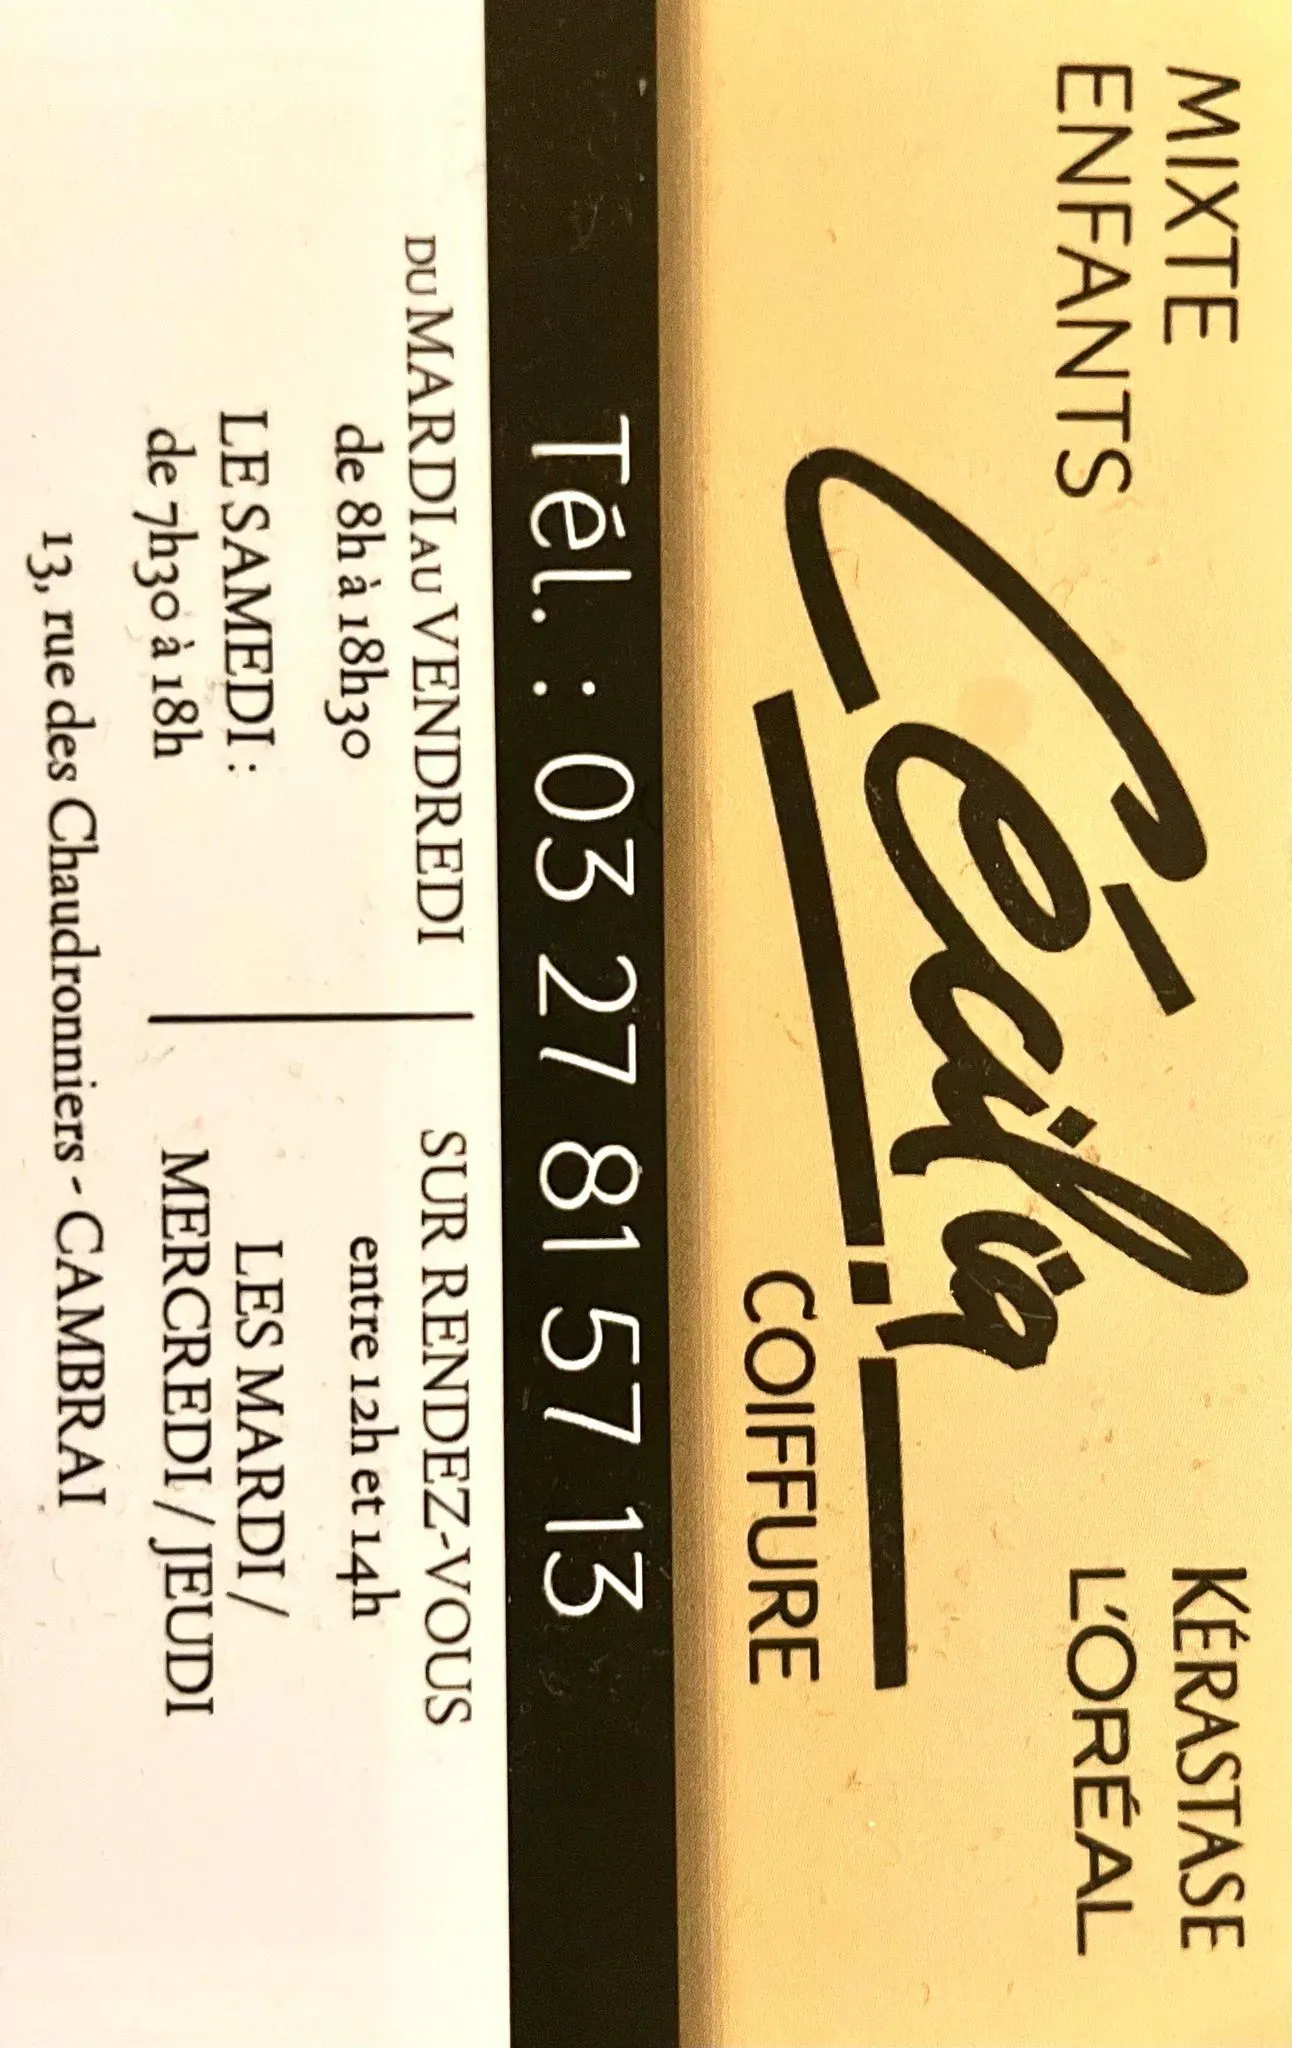 MIXTE
ENFANTS
KÉRASTASE
L'ORÉAL
Cécilia
COIFFURE
Tél. : 03 27 81 57 13
DU MARDI AU VENDREDI
de 8h à 18h30
LE SAMEDI :
de 7h30 à 18h
SUR RENDEZ-VOUS
entre 12h et 14h
LES MARDI /
MERCREDI / JEUDI
13, rue des Chaudronniers - CAMBRAI